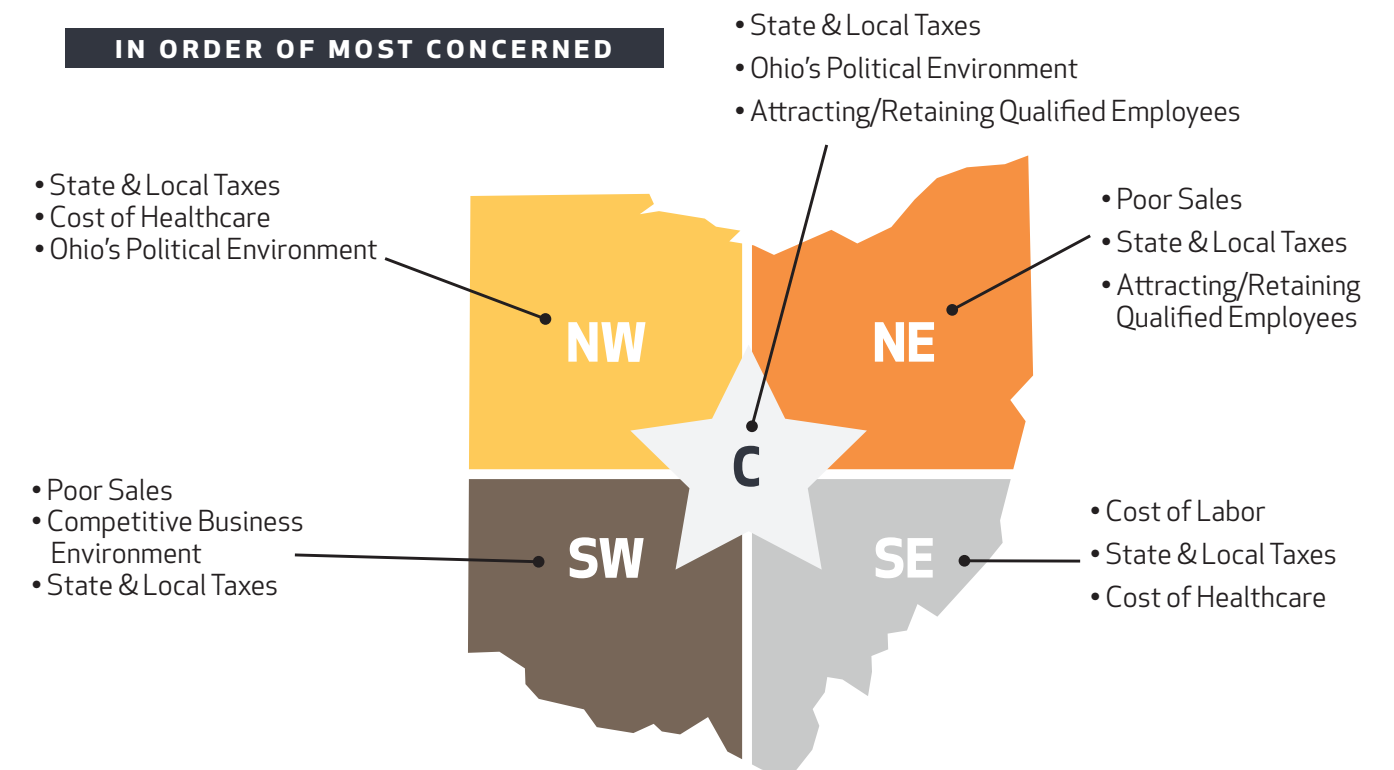 IN ORDER OF MOST CONCERNED
• State & Local Taxes
• Ohio's Political Environment
• Attracting/Retaining Qualified Employees
• State & Local Taxes
• Cost of Healthcare
• Ohio's Political Environment
• Poor Sales
• State & Local Taxes
• Attracting/Retaining
Qualified Employees
NW
NE
C
• Poor Sales
• Competitive Business
Environment
• State & Local Taxes
SW
SE
• Cost of Labor
• State & Local Taxes
• Cost of Healthcare